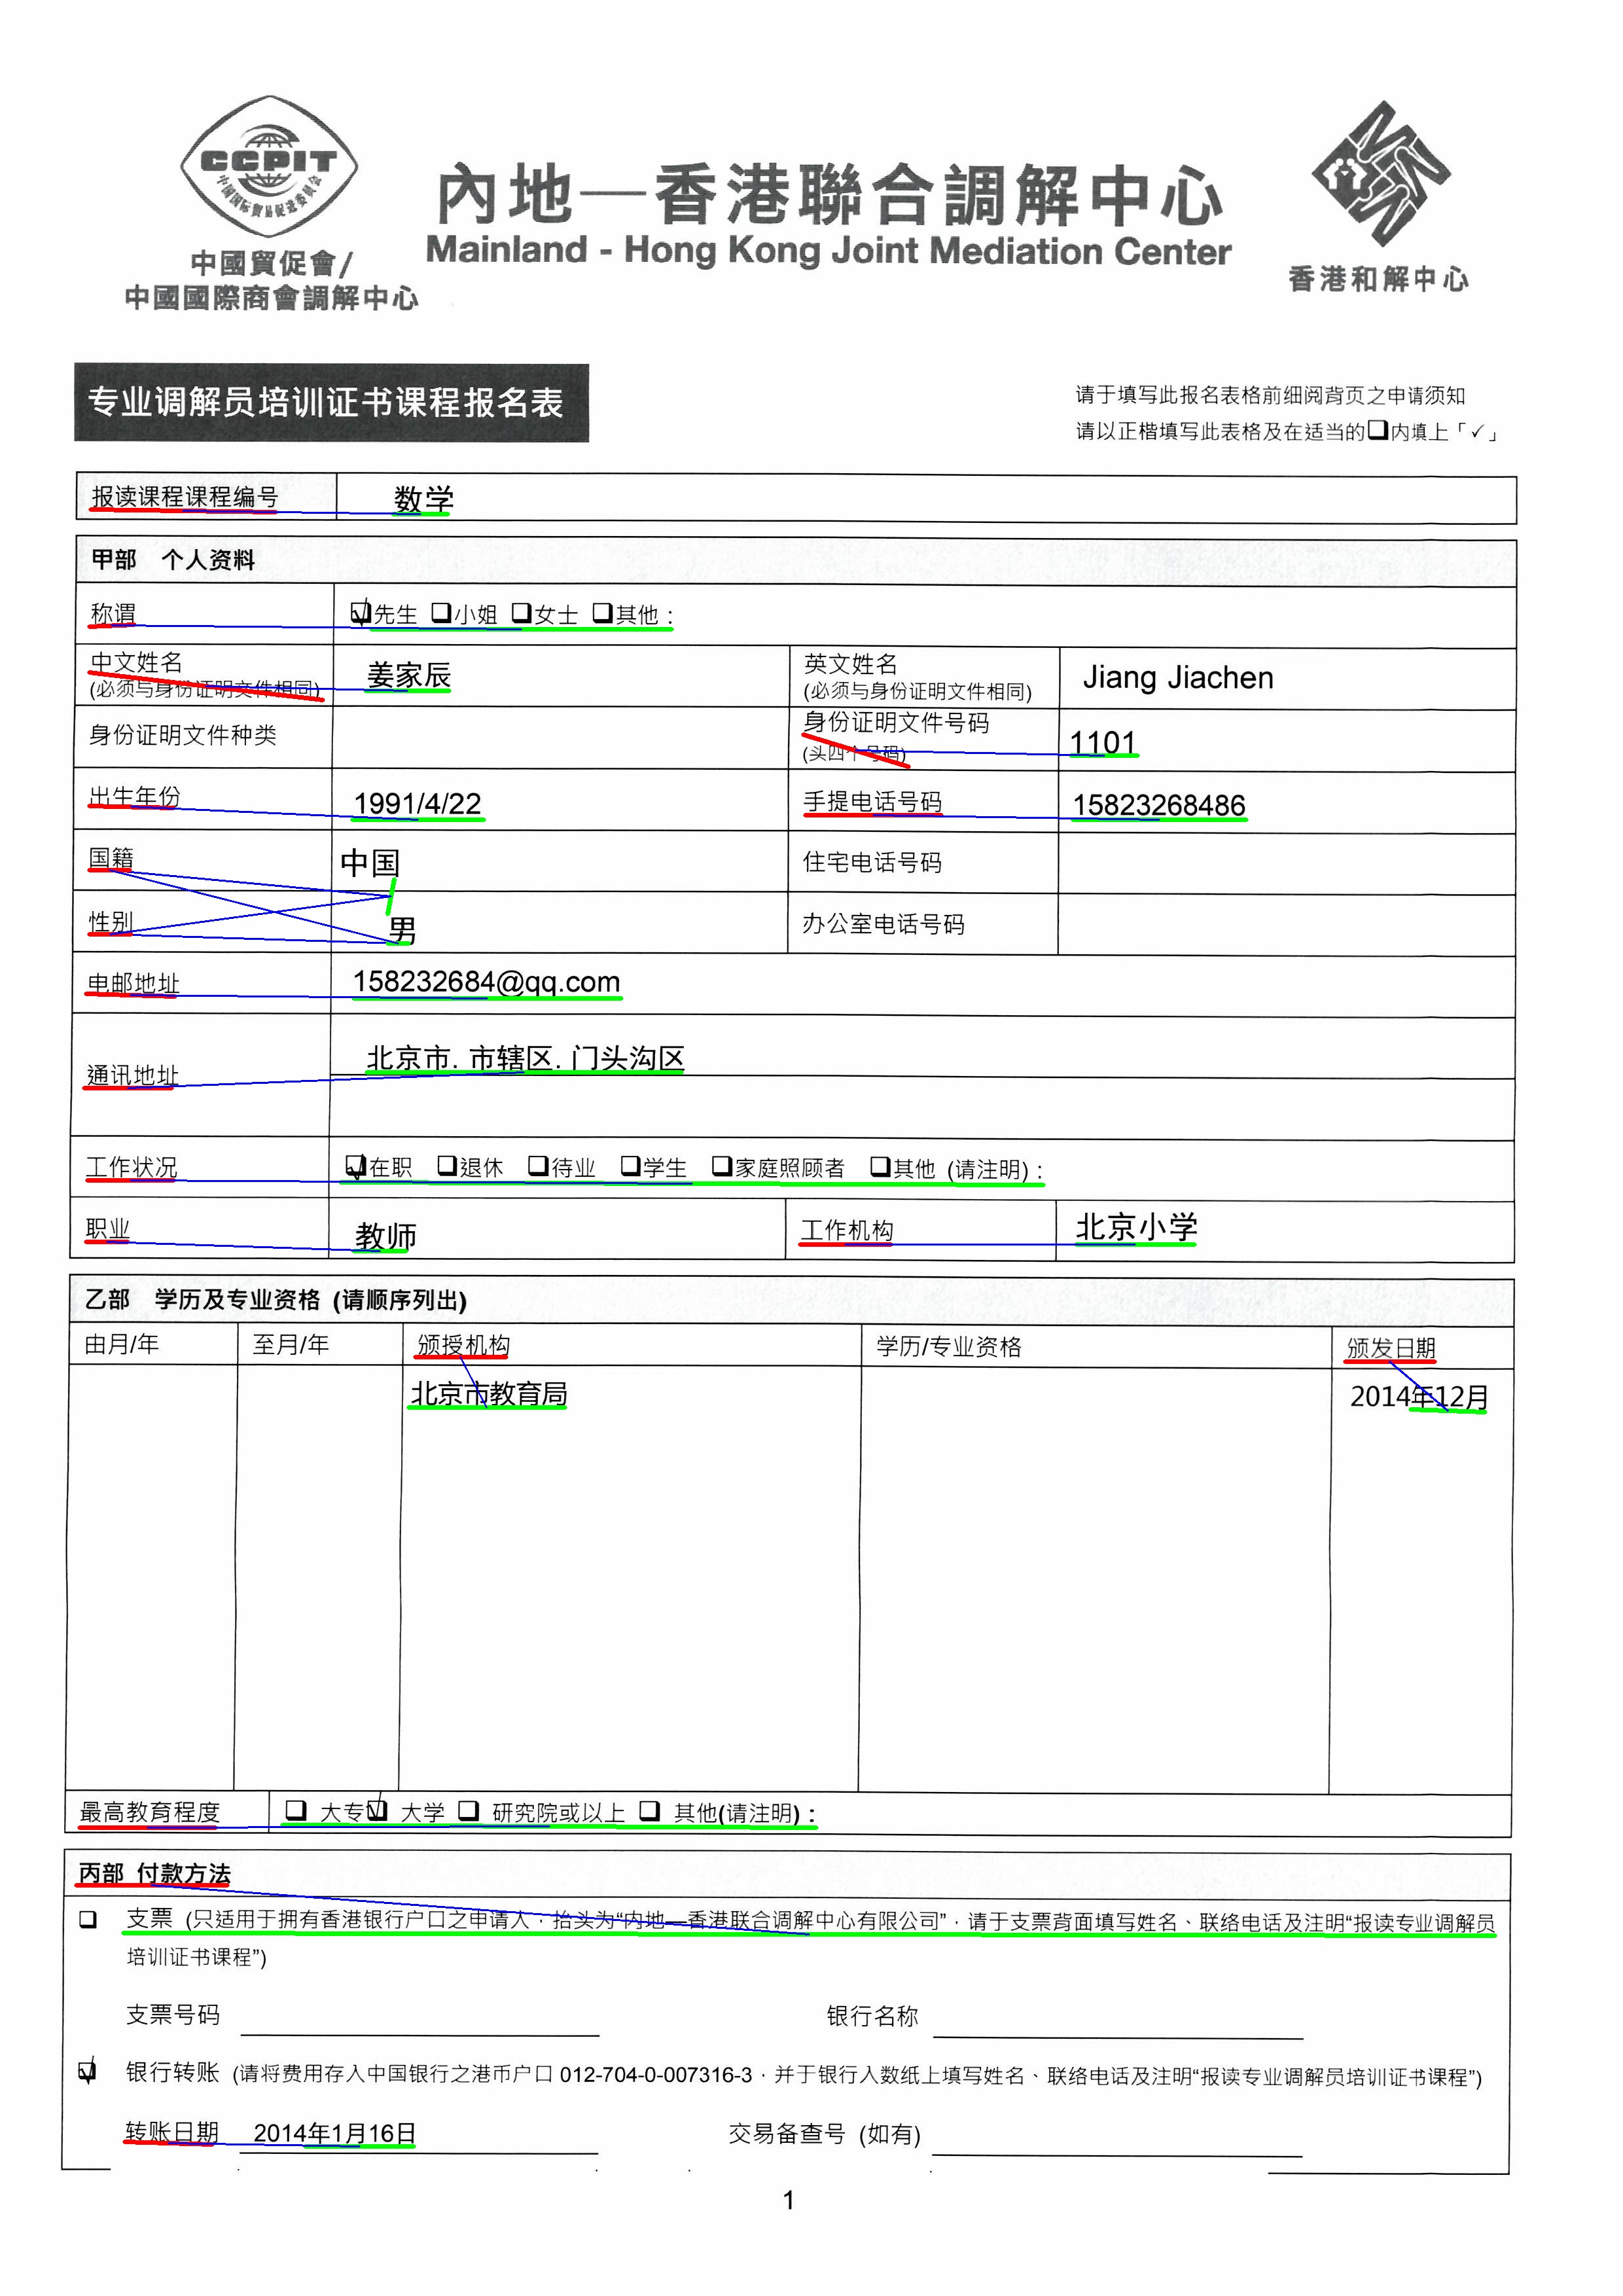 CCPIT
中国国际贸易促进委员会
中國貿促會/
中國國際商會調解中心
內地—香港聯合調解中心
Mainland - Hong Kong Joint Mediation Center
香港和解中心
专业调解员培训证书课程报名表
请于填写此报名表格前细阅背页之申请须知
请以正楷填写此表格及在适当的❑内填上「✓」
报读课程课程编号 数学
甲部 个人资料
称谓 ☑先生 ❑小姐 ❑女士 ❑其他：
中文姓名 (必须与身份证明文件相同) 姜家辰 英文姓名 (必须与身份证明文件相同) Jiang Jiachen
身份证明文件种类 身份证明文件号码 (头四个号码) 1101
出生年份 1991/4/22 手提电话号码 15823268486
国籍 中国 住宅电话号码
性别 男 办公室电话号码
电邮地址 158232684@qq.com
通讯地址 北京市. 市辖区. 门头沟区
工作状况 ☑在职 ❑退休 ❑待业 ❑学生 ❑家庭照顾者 ❑其他 (请注明)：
职业 教师 工作机构 北京小学
乙部 学历及专业资格 (请顺序列出)
由月/年 至月/年 颁授机构 学历/专业资格 颁发日期
北京市教育局 2014年12月
最高教育程度 ❑ 大专 ☑ 大学 ❑ 研究院或以上 ❑ 其他(请注明)：
丙部 付款方法
❑ 支票 (只适用于拥有香港银行户口之申请人，抬头为“内地—香港联合调解中心有限公司”，请于支票背面填写姓名、联络电话及注明“报读专业调解员
培训证书课程”)
支票号码 银行名称
☑ 银行转账 (请将费用存入中国银行之港币户口 012-704-0-007316-3，并于银行入数纸上填写姓名、联络电话及注明“报读专业调解员培训证书课程”)
转账日期 2014年1月16日 交易备查号 (如有)
1